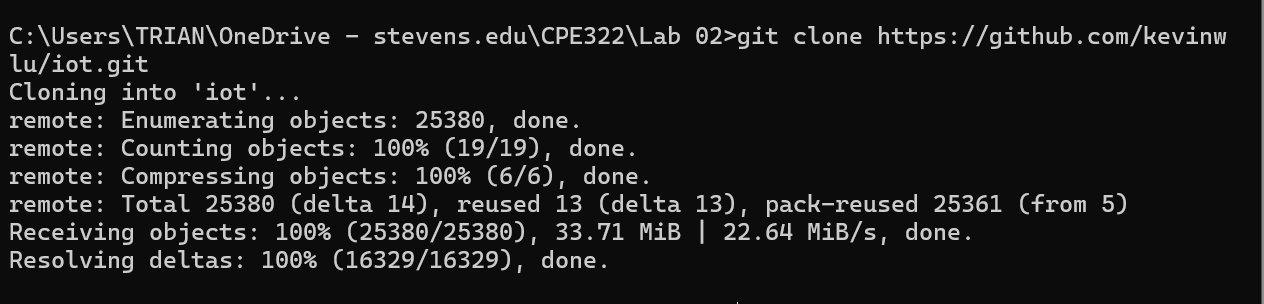 C:\Users\TRIAN\OneDrive - stevens.edu\CPE322\Lab 02>git clone https://github.com/kevinw
lu/iot.git
Cloning into 'iot'...
remote: Enumerating objects: 25380, done.
remote: Counting objects: 100% (19/19), done.
remote: Compressing objects: 100% (6/6), done.
remote: Total 25380 (delta 14), reused 13 (delta 13), pack-reused 25361 (from 5)
Receiving objects: 100% (25380/25380), 33.71 MiB | 22.64 MiB/s, done.
Resolving deltas: 100% (16329/16329), done.